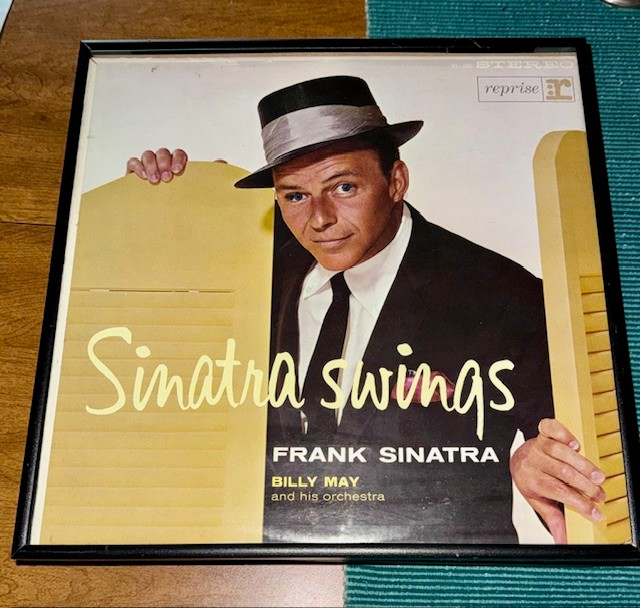 STEREO
reprise r:
Sinatra swings
FRANK SINATRA
BILLY MAY
and his orchestra